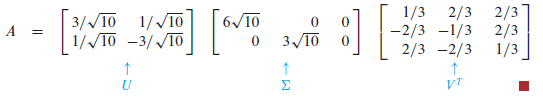 A = [ 3/√10 1/√10 ] [ 6√10 0 0 ] [ 1/3 2/3 2/3 ]
[ 1/√10 −3/√10 ] [ 0 3√10 0 ] [ −2/3 −1/3 2/3 ]
[ 2/3 −2/3 1/3 ]
↑ ↑ ↑
U Σ Vᵀ ■